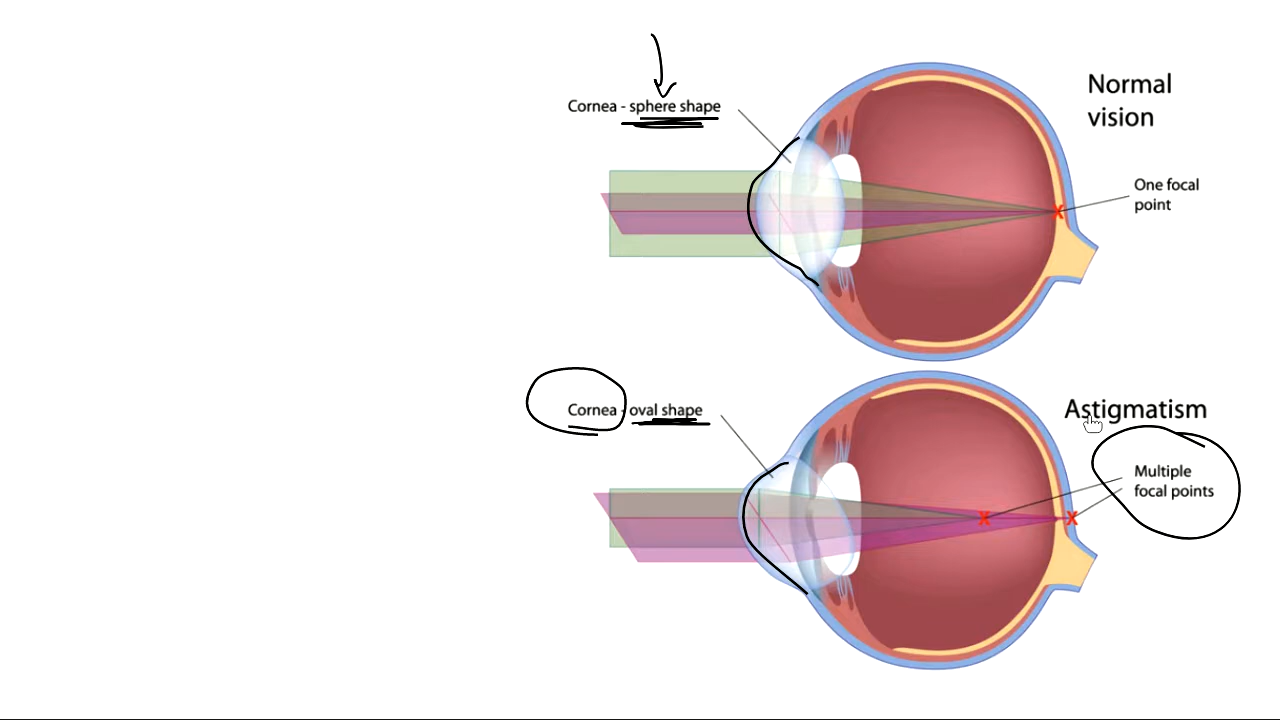 Cornea - sphere shape
Normal
vision
One focal
point
Cornea - oval shape
Astigmatism
Multiple
focal points